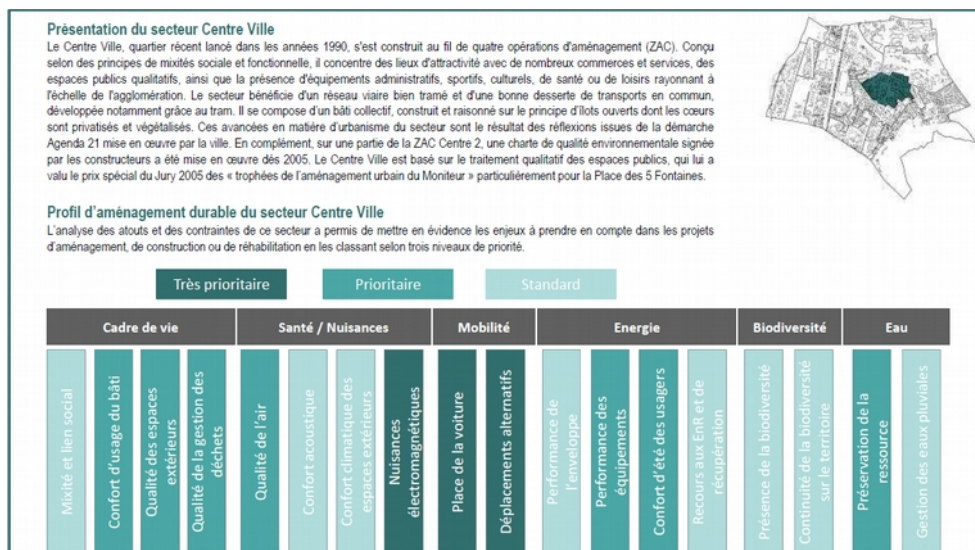 Présentation du secteur Centre Ville
Le Centre Ville, quartier récent lancé dans les années 1990, s'est construit au fil de quatre opérations d'aménagement (ZAC). Conçu
selon des principes de mixités sociale et fonctionnelle, il concentre des lieux d'attractivité avec de nombreux commerces et services, des
espaces publics qualitatifs, ainsi que la présence d'équipements administratifs, sportifs, culturels, de santé ou de loisirs rayonnant à
l'échelle de l'agglomération. Le secteur bénéficie d'un réseau viaire bien tramé et d'une bonne desserte de transports en commun,
développée notamment grâce au tram. Il se compose d'un bâti collectif, construit et raisonné sur le principe d'îlots ouverts dont les cœurs
sont privatisés et végétalisés. Ces avancées en matière d'urbanisme du secteur sont le résultat des réflexions issues de la démarche
Agenda 21 mise en œuvre par la ville. En complément, sur une partie de la ZAC Centre 2, une charte de qualité environnementale signée
par les constructeurs a été mise en œuvre dès 2005. Le Centre Ville est basé sur le traitement qualitatif des espaces publics, qui lui a
valu le prix spécial du Jury 2005 des « trophées de l'aménagement urbain du Moniteur » particulièrement pour la Place des 5 Fontaines.
Profil d'aménagement durable du secteur Centre Ville
L'analyse des atouts et des contraintes de ce secteur a permis de mettre en évidence les enjeux à prendre en compte dans les projets
d'aménagement, de construction ou de réhabilitation en les classant selon trois niveaux de priorité.
Très prioritaire
Prioritaire
Standard
Cadre de vie
Santé / Nuisances
Mobilité
Energie
Biodiversité
Eau
Mixité et lien social
Confort d'usage du bâti
Qualité des espaces
extérieurs
Qualité de la gestion des
déchets
Qualité de l'air
Confort acoustique
Confort climatique des
espaces extérieurs
Nuisances
électromagnétiques
Place de la voiture
Déplacements alternatifs
Performance de
l'enveloppe
Performance des
équipements
Confort d'été des usagers
Recours aux EnR et de
récupération
Présence de la biodiversité
Continuité de la biodiversité
sur le territoire
Préservation de la
ressource
Gestion des eaux pluviales